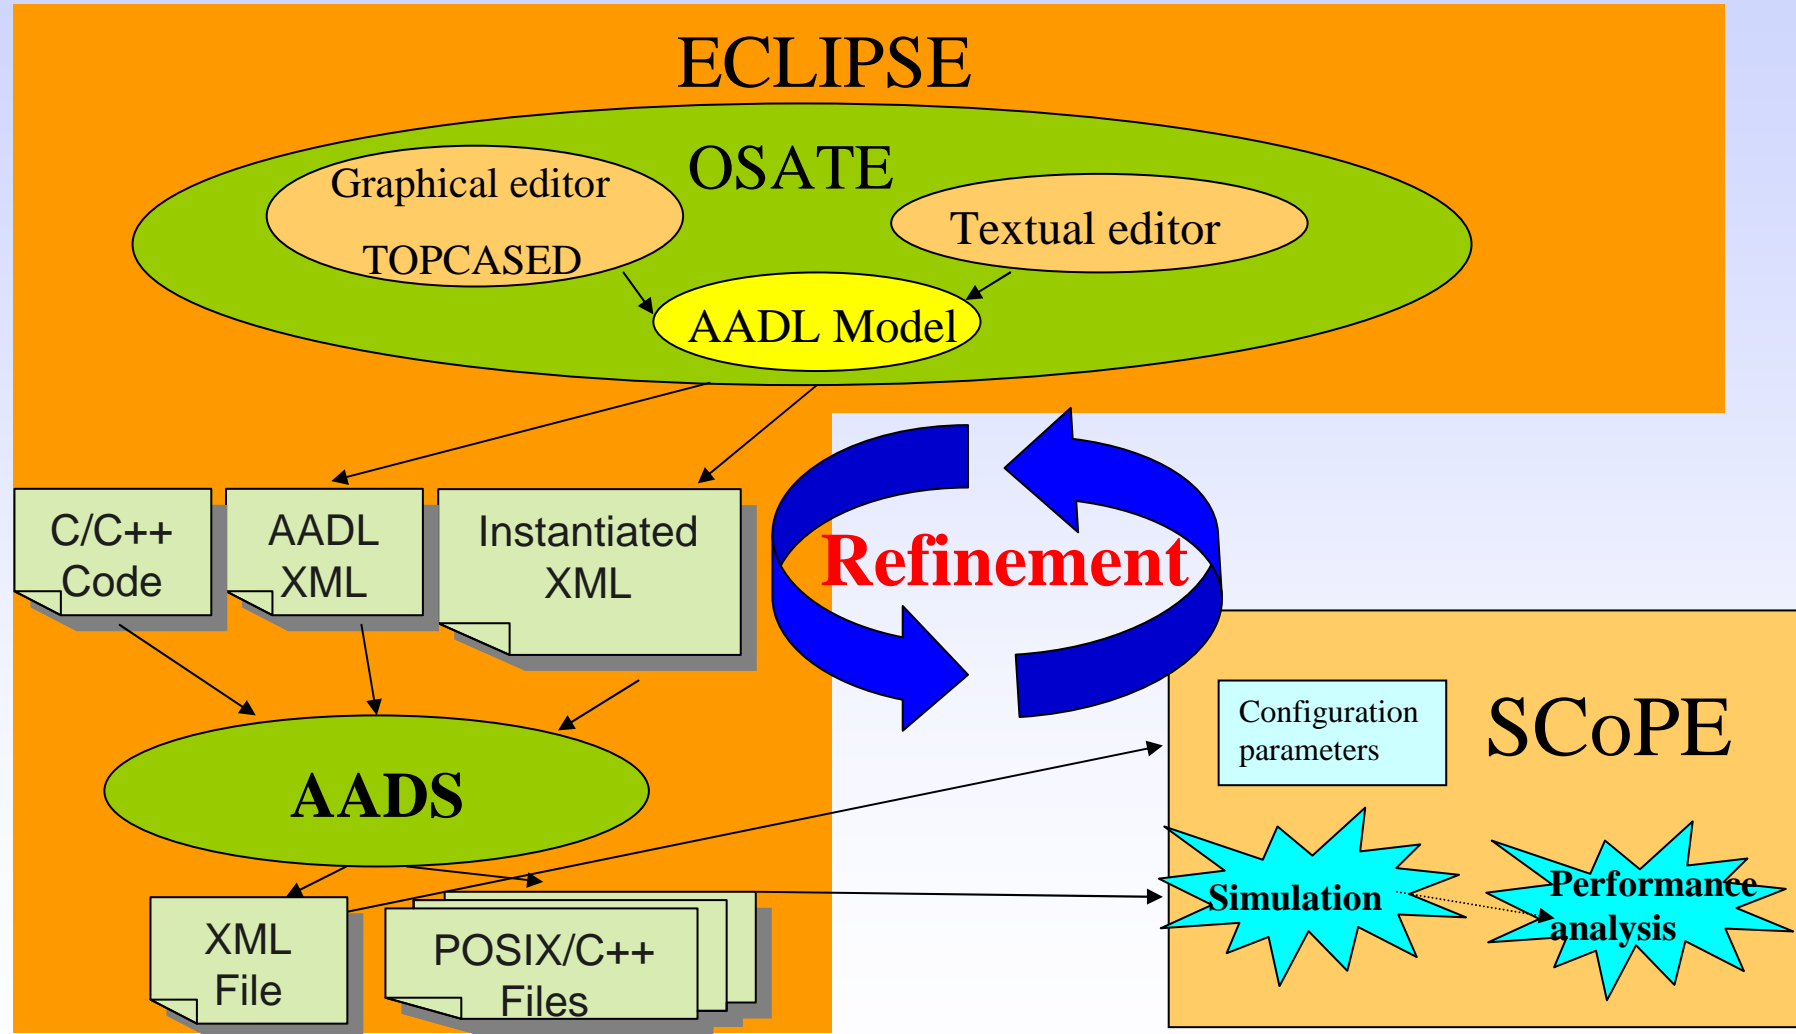 ECLIPSE
OSATE
Graphical editor
TOPCASED
Textual editor
AADL Model
C/C++
Code
AADL
XML
Instantiated
XML
Refinement
AADS
Configuration
parameters
SCoPE
XML
File
POSIX/C++
Files
Simulation
Performance
analysis